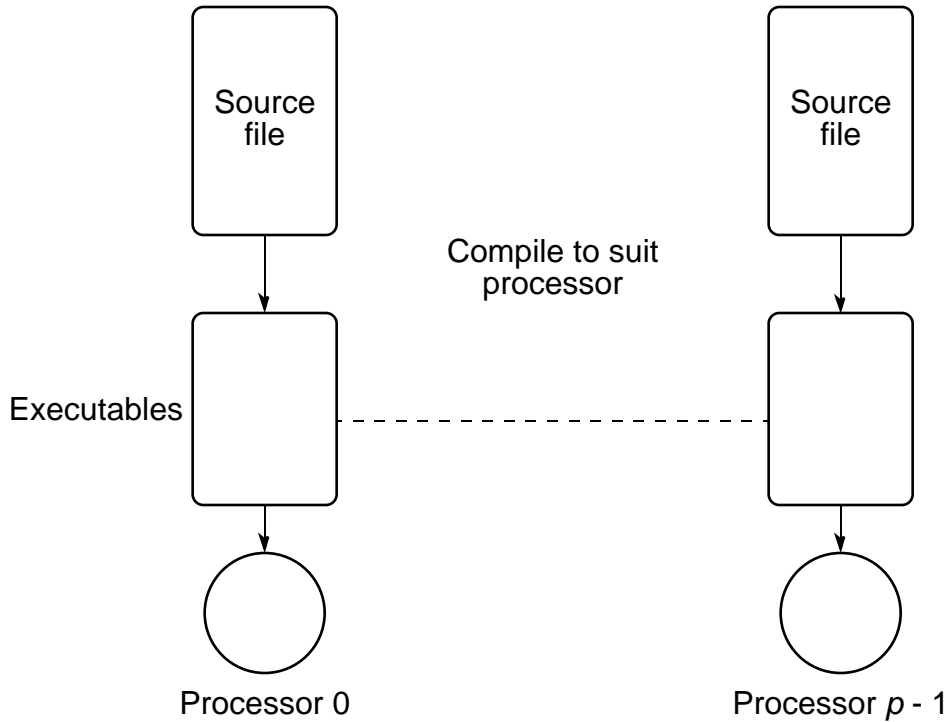 Source
file
Source
file
Compile to suit
processor
Executables
Processor 0
Processor p - 1